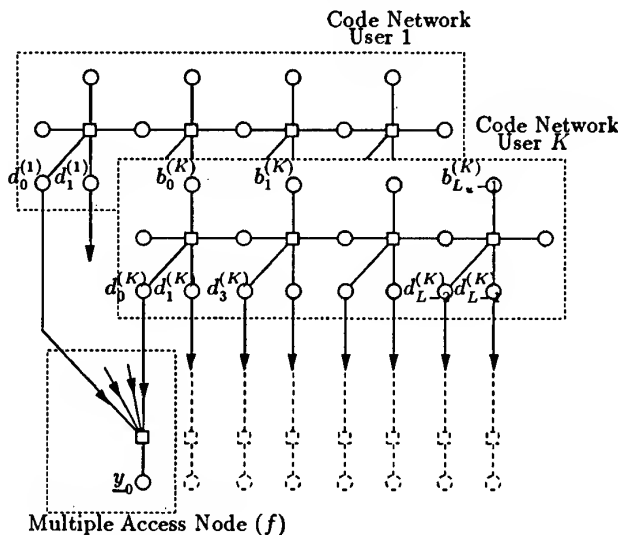 Code Network
User 1
Code Network
User K
d_0^{(1)} d_1^{(1)} b_0^{(K)} b_1^{(K)} b_{L_u-1}^{(K)}
d_0^{(K)} d_1^{(K)} d_3^{(K)} d_{L-2}^{(K)} d_{L-1}^{(K)}
y_0
Multiple Access Node (f)